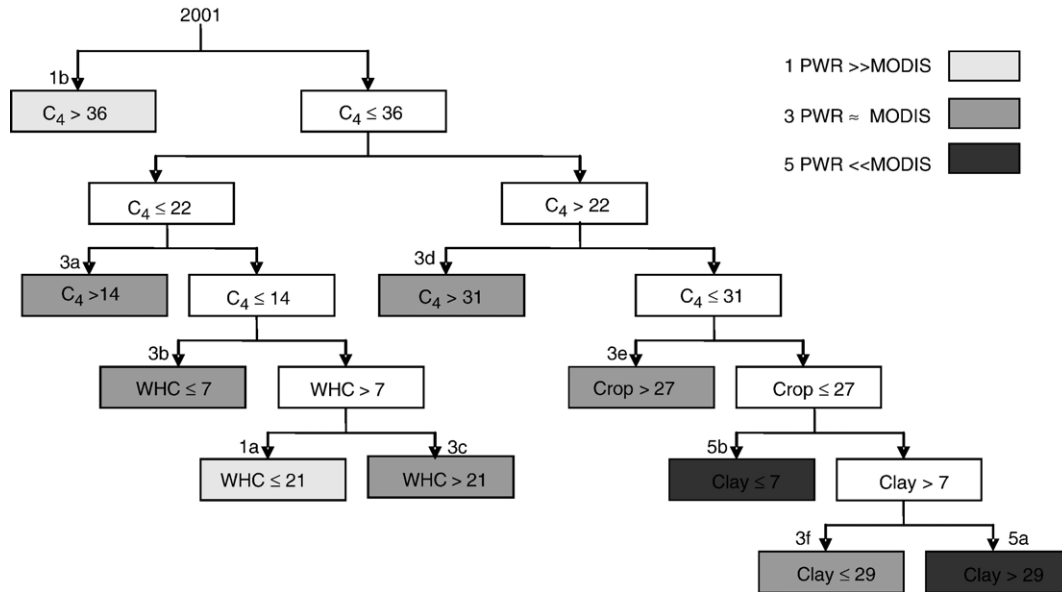 2001
1b
C₄ > 36
C₄ ≤ 36
1 PWR >>MODIS
3 PWR ≈ MODIS
5 PWR <<MODIS
C₄ ≤ 22
C₄ > 22
3a
C₄ >14
C₄ ≤ 14
3d
C₄ > 31
C₄ ≤ 31
3b
WHC ≤ 7
WHC > 7
3e
Crop > 27
Crop ≤ 27
1a
WHC ≤ 21
3c
WHC > 21
5b
Clay ≤ 7
Clay > 7
3f
Clay ≤ 29
5a
Clay > 29